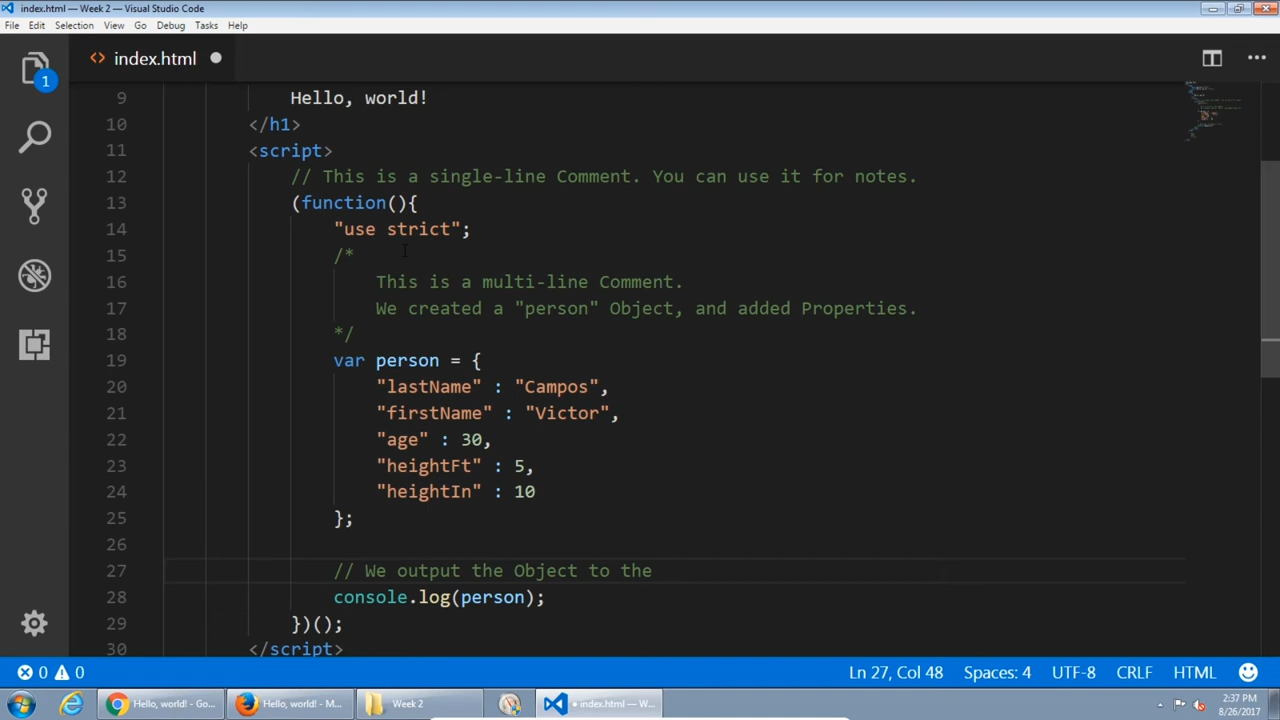 index.html — Week 2 — Visual Studio Code
File Edit Selection View Go Debug Tasks Help
1
<> index.html
9 Hello, world!
10 </h1>
11 <script>
12 // This is a single-line Comment. You can use it for notes.
13 (function(){
14 "use strict";
15 /*
16 This is a multi-line Comment.
17 We created a "person" Object, and added Properties.
18 */
19 var person = {
20 "lastName" : "Campos",
21 "firstName" : "Victor",
22 "age" : 30,
23 "heightFt" : 5,
24 "heightIn" : 10
25 };
26
27 // We output the Object to the
28 console.log(person);
29 })();
30 </script>
0 0 Ln 27, Col 48 Spaces: 4 UTF-8 CRLF HTML
Hello, world! - Go... Hello, world! - M... Week 2 • index.html — W... 2:37 PM
8/26/2017